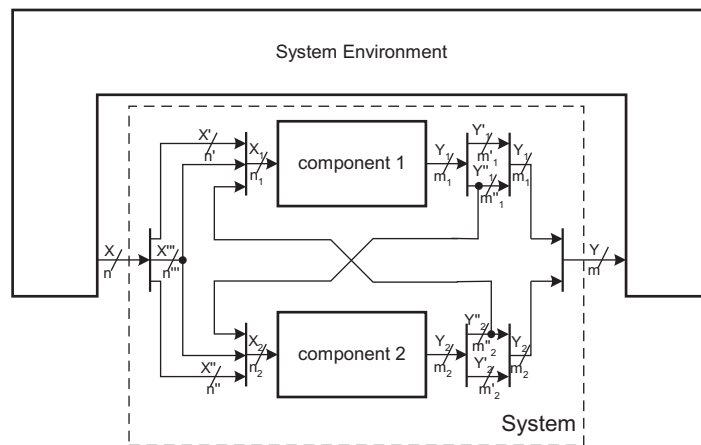 System Environment
X'
n'
X₁
n₁
component 1
Y₁
m₁
Y'₁
m'₁
Y''₁
m''₁
Y₁
m₁
X
n
X'''
n'''
Y
m
X₂
n₂
component 2
Y₂
m₂
Y''₂
m''₂
Y'₂
m'₂
Y₂
m₂
X''
n''
System